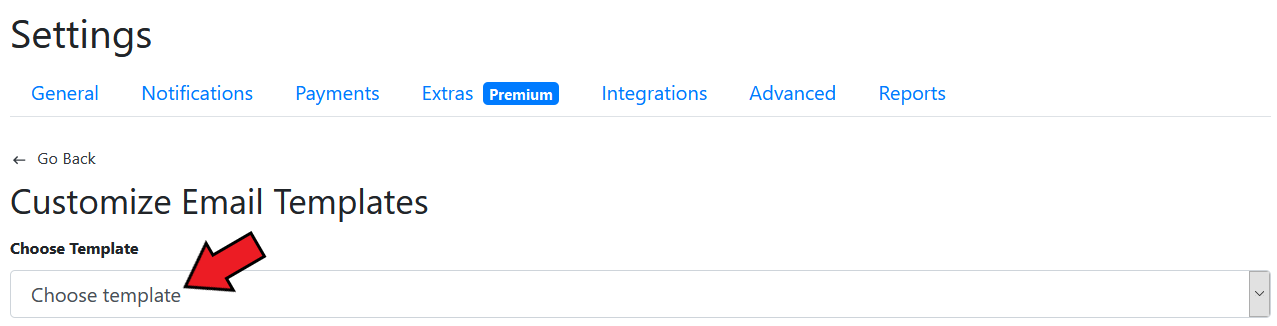 Settings
General Notifications Payments Extras Premium Integrations Advanced Reports
← Go Back
Customize Email Templates
Choose Template
Choose template